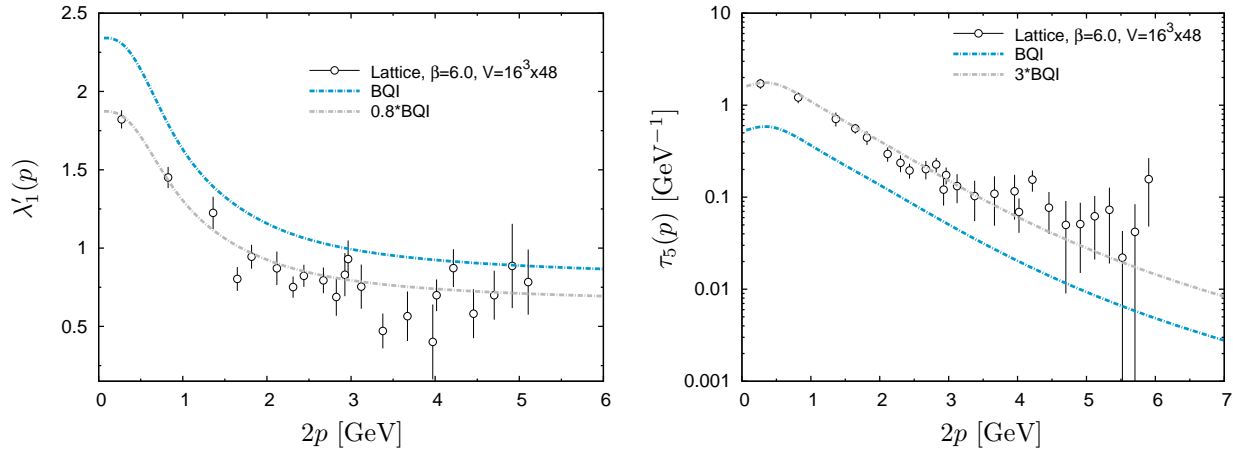 λ′₁(p)
2.5
2
1.5
1
0.5
0
1
2
3
4
5
6
2p [GeV]
Lattice, β=6.0, V=16³x48
BQI
0.8*BQI
τ₅(p) [GeV⁻¹]
10
1
0.1
0.01
0.001
0
1
2
3
4
5
6
7
2p [GeV]
Lattice, β=6.0, V=16³x48
BQI
3*BQI